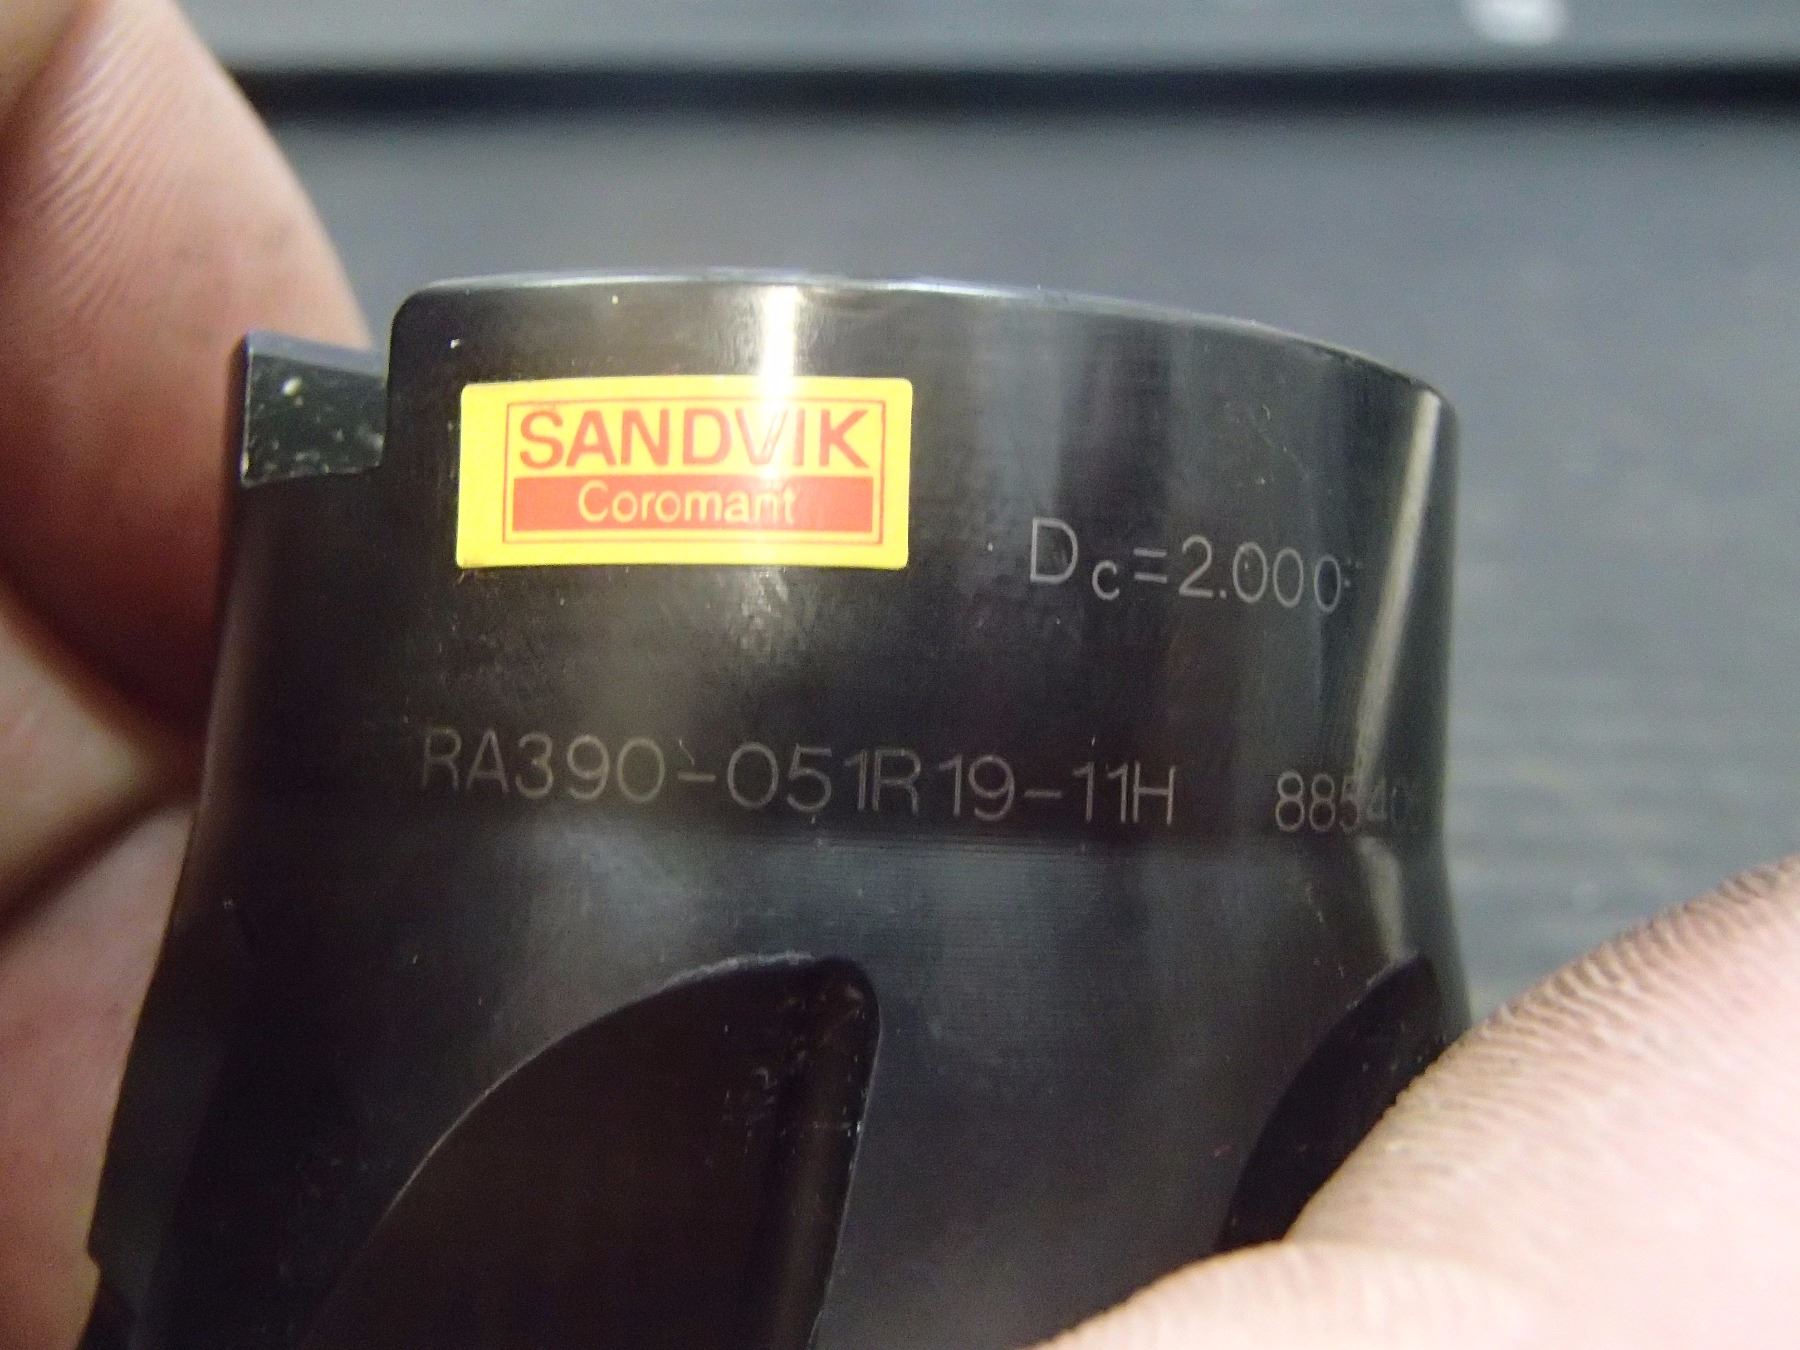 SANDVIK
Coromant
Dc=2.000"
RA390-051R19-11H